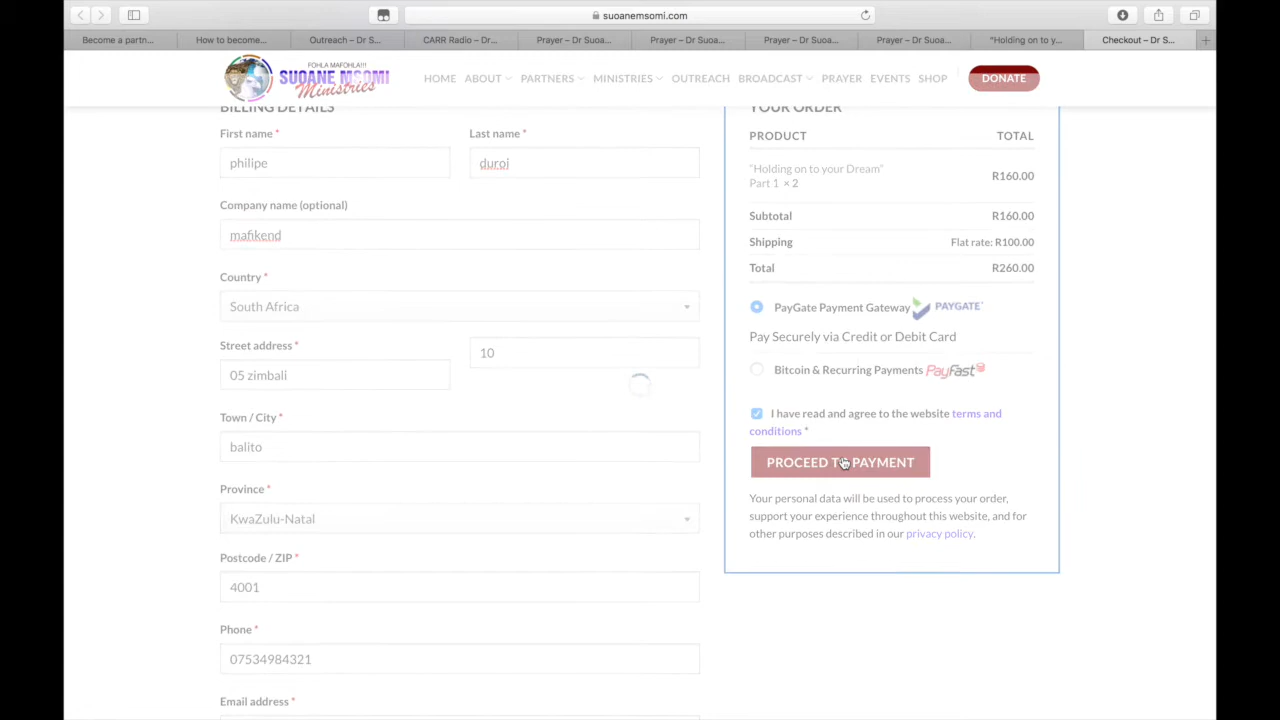 suoanemsomi.com
Become a partn...
How to become...
Outreach – Dr S...
CARR Radio – Dr...
Prayer – Dr Suoa...
Prayer – Dr Suoa...
Prayer – Dr Suoa...
Prayer – Dr Suoa...
"Holding on to y...
Checkout – Dr S...
FOHLA MAFOHLA!!!
SUOANE MSOMI
Ministries
HOME ABOUT PARTNERS MINISTRIES OUTREACH BROADCAST PRAYER EVENTS SHOP DONATE
BILLING DETAILS
First name *
Last name *
philipe
duroi
Company name (optional)
mafikend
Country *
South Africa
Street address *
05 zimbali
10
Town / City *
balito
Province *
KwaZulu-Natal
Postcode / ZIP *
4001
Phone *
07534984321
Email address *
YOUR ORDER
PRODUCT TOTAL
"Holding on to your Dream"
Part 1 × 2
R160.00
Subtotal R160.00
Shipping Flat rate: R100.00
Total R260.00
PayGate Payment Gateway PAYGATE
Pay Securely via Credit or Debit Card
Bitcoin & Recurring Payments PayFast
I have read and agree to the website terms and
conditions *
PROCEED TO PAYMENT
Your personal data will be used to process your order,
support your experience throughout this website, and for
other purposes described in our privacy policy.